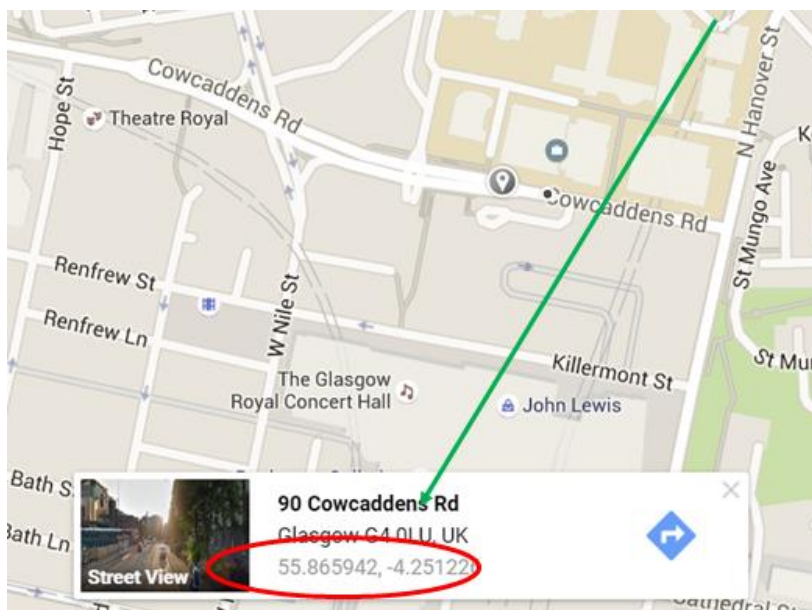 Cowcaddens Rd
N Hanover St
Hope St
Theatre Royal
Cowcaddens Rd
St Mungo Ave
Renfrew St
W Nile St
Renfrew Ln
Killermont St
The Glasgow
Royal Concert Hall
John Lewis
Bath
90 Cowcaddens Rd
Glasgow G4 0LU, UK
Bath Ln
55.865942, -4.251226
Street View